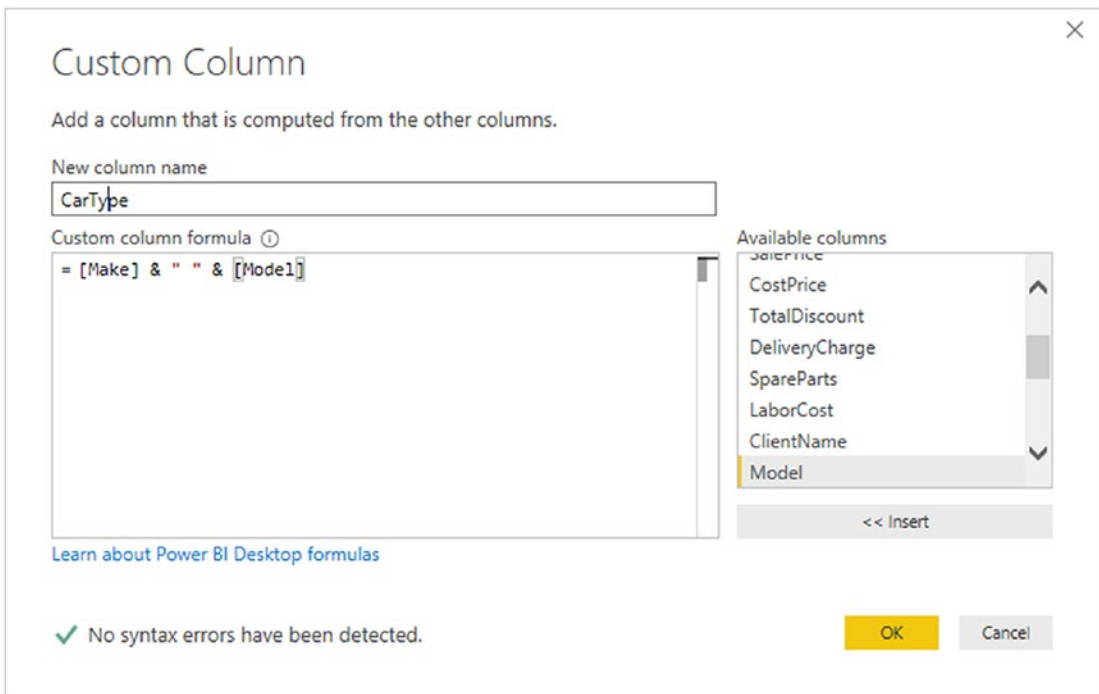 Custom Column
Add a column that is computed from the other columns.
New column name
CarType
Custom column formula
= [Make] & " " & [Model]
Learn about Power BI Desktop formulas
Available columns
SalePrice
CostPrice
TotalDiscount
DeliveryCharge
SpareParts
LaborCost
ClientName
Model
<< Insert
No syntax errors have been detected.
OK
Cancel